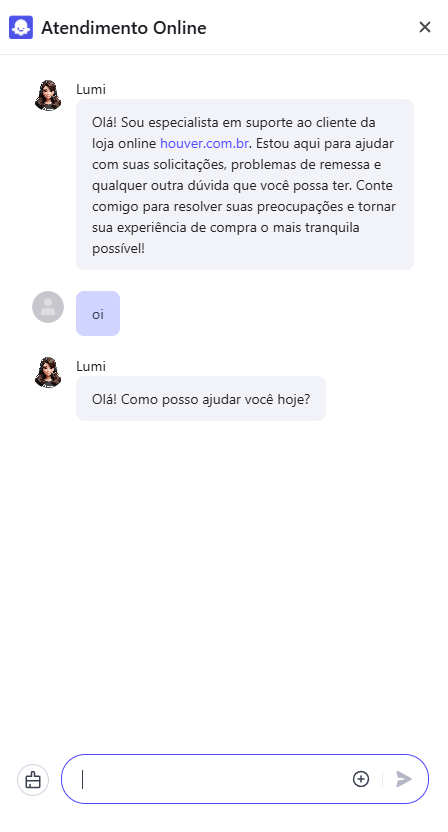 Atendimento Online
Lumi
Olá! Sou especialista em suporte ao cliente da
loja online houver.com.br. Estou aqui para ajudar
com suas solicitações, problemas de remessa e
qualquer outra dúvida que você possa ter. Conte
comigo para resolver suas preocupações e tornar
sua experiência de compra o mais tranquila
possível!
oi
Lumi
Olá! Como posso ajudar você hoje?